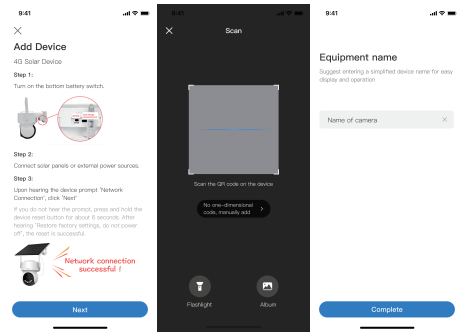 9:41
Add Device
4G Solar Device
Step 1:
Turn on the bottom battery switch.
Step 2:
Connect solar panels or external power sources.
Step 3:
Upon hearing the device prompt 'Network
Connection', click 'Next'
If you do not hear the prompt, press and hold the
device reset button for about 6 seconds. After
hearing 'Restore factory settings, do not power
off', the reset is successful.
Network connection
successful !
Next
9:41
Scan
Scan the QR code on the device
No one-dimensional
code, manually add
Flashlight
Album
9:41
Equipment name
Suggest entering a simplified device name for easy
display and operation
Name of camera
Complete